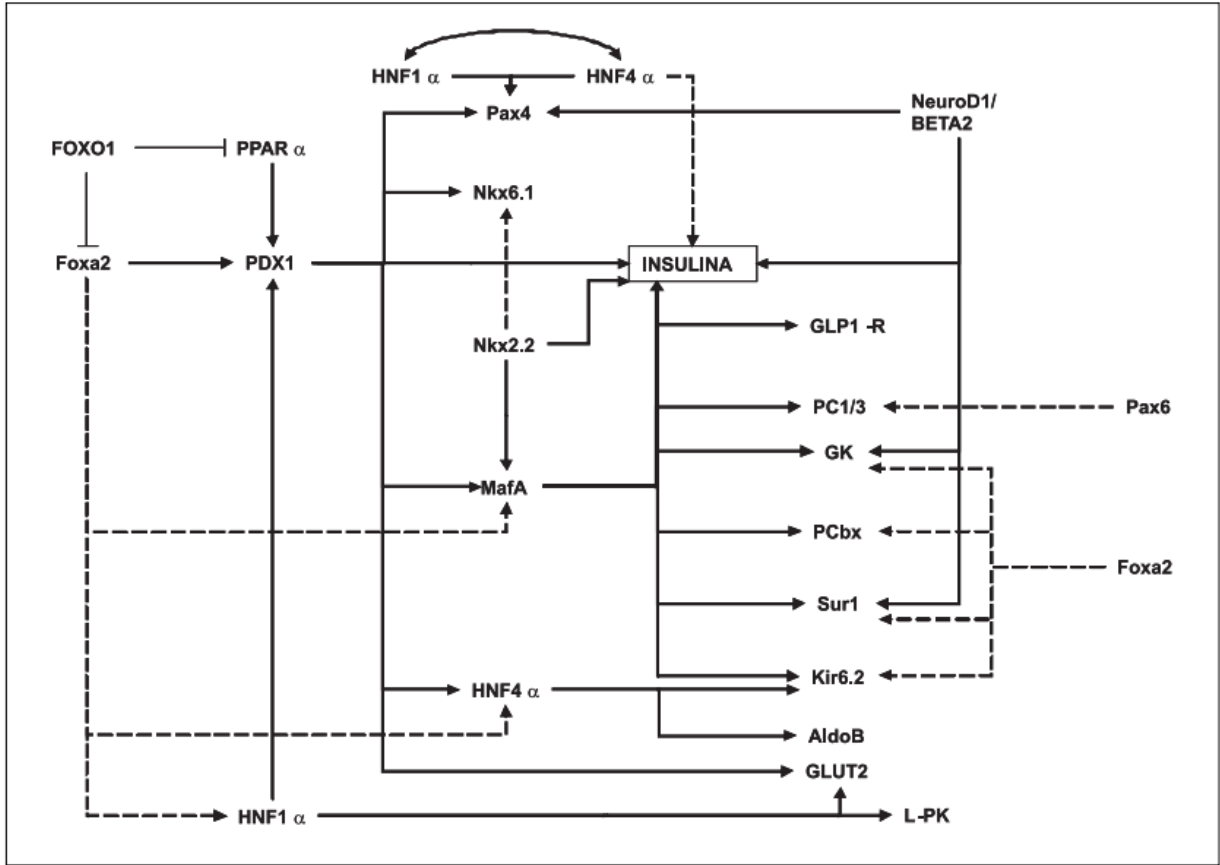 HNF1 α
HNF4 α
Pax4
NeuroD1/
BETA2
FOXO1
PPAR α
Nkx6.1
Foxa2
PDX1
INSULINA
GLP1 -R
Nkx2.2
PC1/3
Pax6
GK
MafA
PCbx
Foxa2
Sur1
Kir6.2
HNF4 α
AldoB
GLUT2
HNF1 α
L-PK